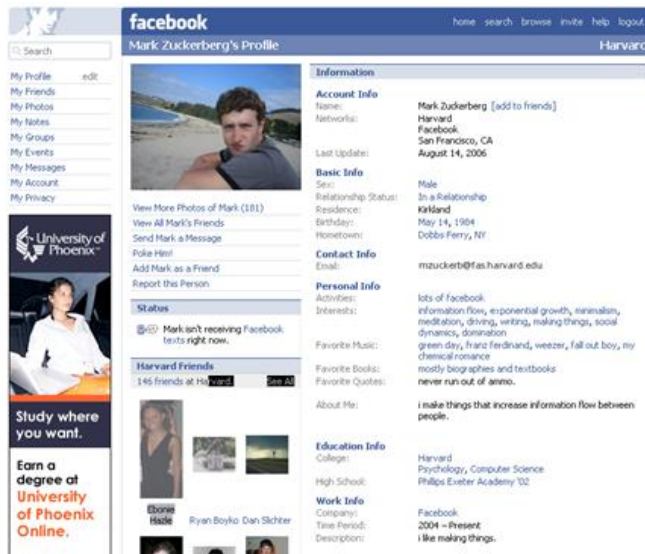 facebook
home search browse invite help logout
Mark Zuckerberg's Profile
Harvard
Search
My Profile edit
My Friends
My Photos
My Notes
My Groups
My Events
My Messages
My Account
My Privacy
University of
Phoenix
Study where
you want.
Earn a
degree at
University
of Phoenix
Online.
View More Photos of Mark (181)
View All Mark's Friends
Send Mark a Message
Poke Him!
Add Mark as a Friend
Report this Person
Status
Mark isn't receiving Facebook
texts right now.
Harvard Friends
146 friends at Harvard. See All
Ebonie
Hazle
Ryan Boyko Dan Slichter
Information
Account Info
Name: Mark Zuckerberg [add to friends]
Networks: Harvard
Facebook
San Francisco, CA
Last Update: August 14, 2006
Basic Info
Sex: Male
Relationship Status: In a Relationship
Residence: Kirkland
Birthday: May 14, 1984
Hometown: Dobbs Ferry, NY
Contact Info
Email: mzuckerb@fas.harvard.edu
Personal Info
Activities: lots of facebook
Interests: information flow, exponential growth, minimalism,
meditation, driving, writing, making things, social
dynamics, domination
Favorite Music: green day, franz ferdinand, weezer, fall out boy, my
chemical romance
Favorite Books: mostly biographies and textbooks
Favorite Quotes: never run out of ammo.
About Me: i make things that increase information flow between
people.
Education Info
College: Harvard
Psychology, Computer Science
High School: Phillips Exeter Academy '02
Work Info
Company: Facebook
Time Period: 2004 – Present
Description: i like making things.